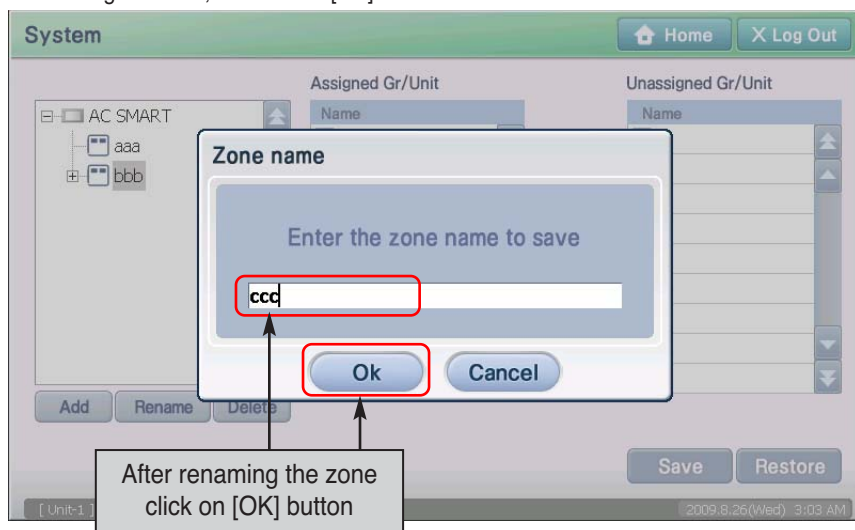 System
Home
X Log Out
Assigned Gr/Unit
Unassigned Gr/Unit
AC SMART
Name
Name
aaa
bbb
Zone name
Enter the zone name to save
ccc
Ok
Cancel
Add
Rename
Delete
After renaming the zone
click on [OK] button
Save
Restore
[ Unit-1 ]
2009.8.26(Wed) 3:03 AM